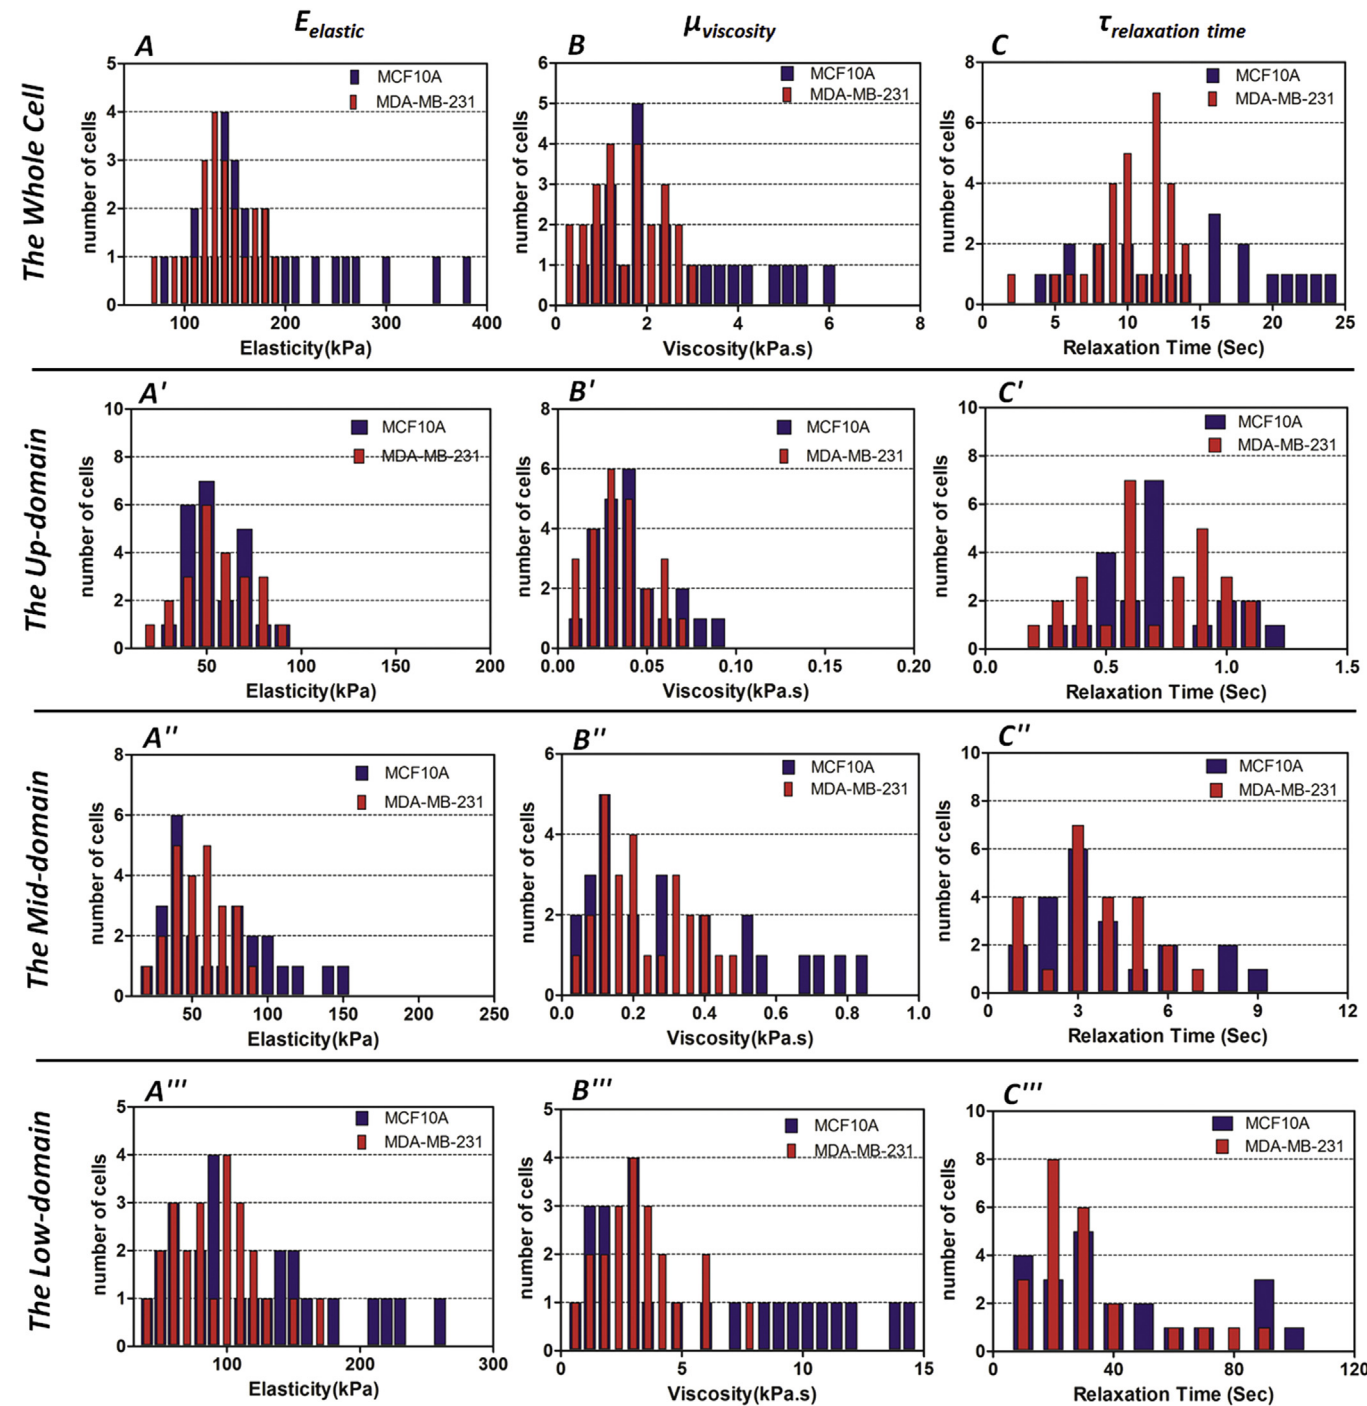 E elastic
μ viscosity
τ relaxation time
The Whole Cell
A
number of cells
5
4
3
2
1
0
100 200 300 400
Elasticity(kPa)
MCF10A
MDA-MB-231
B
number of cells
6
5
4
3
2
1
0
0 2 4 6 8
Viscosity(kPa.s)
MCF10A
MDA-MB-231
C
number of cells
8
6
4
2
0
0 5 10 15 20 25
Relaxation Time (Sec)
MCF10A
MDA-MB-231
The Up-domain
A'
number of cells
10
8
6
4
2
0
50 100 150 200
Elasticity(kPa)
MCF10A
MDA-MB-231
B'
number of cells
8
6
4
2
0
0.00 0.05 0.10 0.15 0.20
Viscosity(kPa.s)
MCF10A
MDA-MB-231
C'
number of cells
10
8
6
4
2
0
0.0 0.5 1.0 1.5
Relaxation Time (Sec)
MCF10A
MDA-MB-231
The Mid-domain
A''
number of cells
8
6
4
2
0
50 100 150 200 250
Elasticity(kPa)
MCF10A
MDA-MB-231
B''
number of cells
6
4
2
0
0.0 0.2 0.4 0.6 0.8 1.0
Viscosity(kPa.s)
MCF10A
MDA-MB-231
C''
number of cells
10
8
6
4
2
0
0 3 6 9 12
Relaxation Time (Sec)
MCF10A
MDA-MB-231
The Low-domain
A'''
number of cells
5
4
3
2
1
0
100 200 300
Elasticity(kPa)
MCF10A
MDA-MB-231
B'''
number of cells
5
4
3
2
1
0
0 5 10 15
Viscosity(kPa.s)
MCF10A
MDA-MB-231
C'''
number of cells
10
8
6
4
2
0
0 40 80 120
Relaxation Time (Sec)
MCF10A
MDA-MB-231